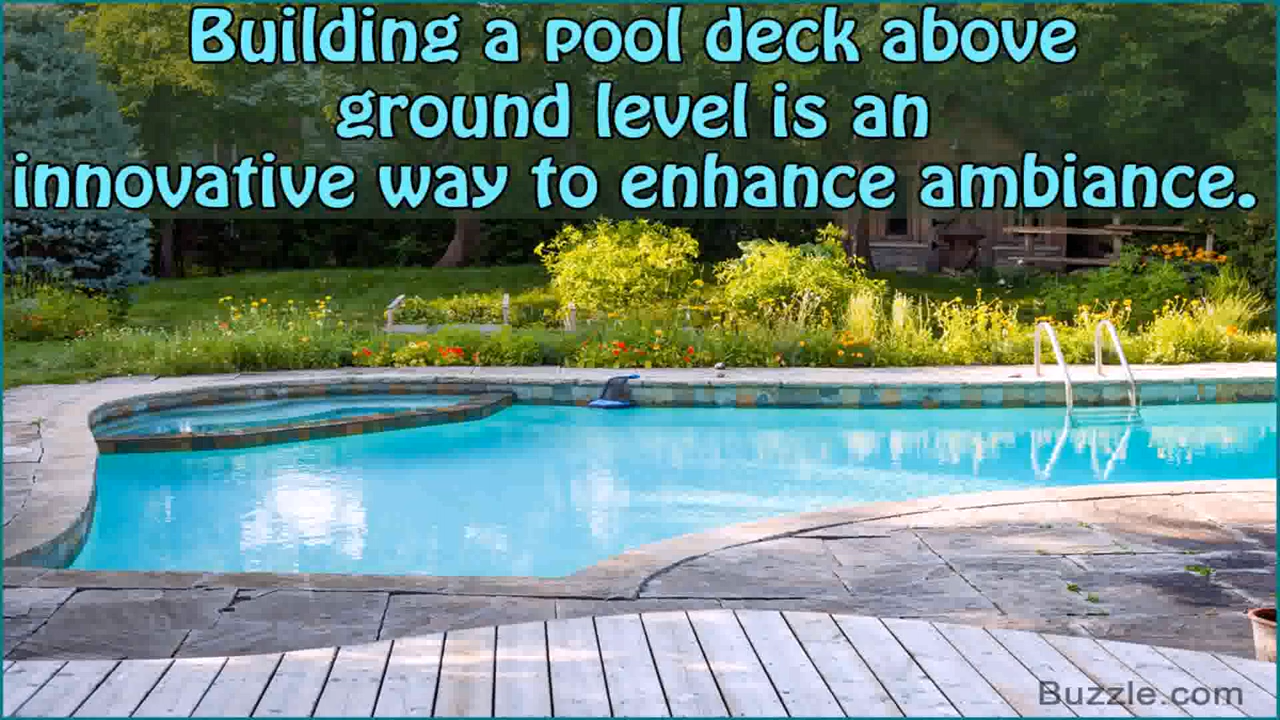 Building a pool deck above
ground level is an
innovative way to enhance ambiance.
Buzzle.com